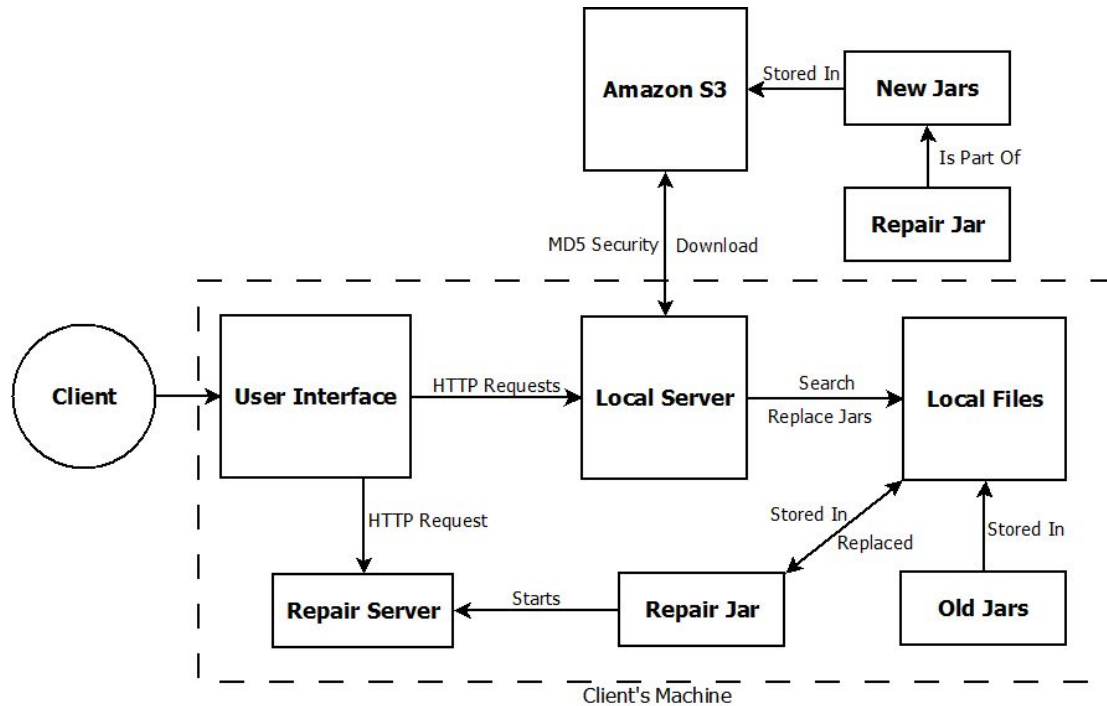 Amazon S3
Stored In
New Jars
Is Part Of
Repair Jar
MD5 Security
Download
Client
User Interface
HTTP Requests
Local Server
Search
Replace Jars
Local Files
HTTP Request
Stored In
Replaced
Stored In
Repair Server
Starts
Repair Jar
Old Jars
Client's Machine